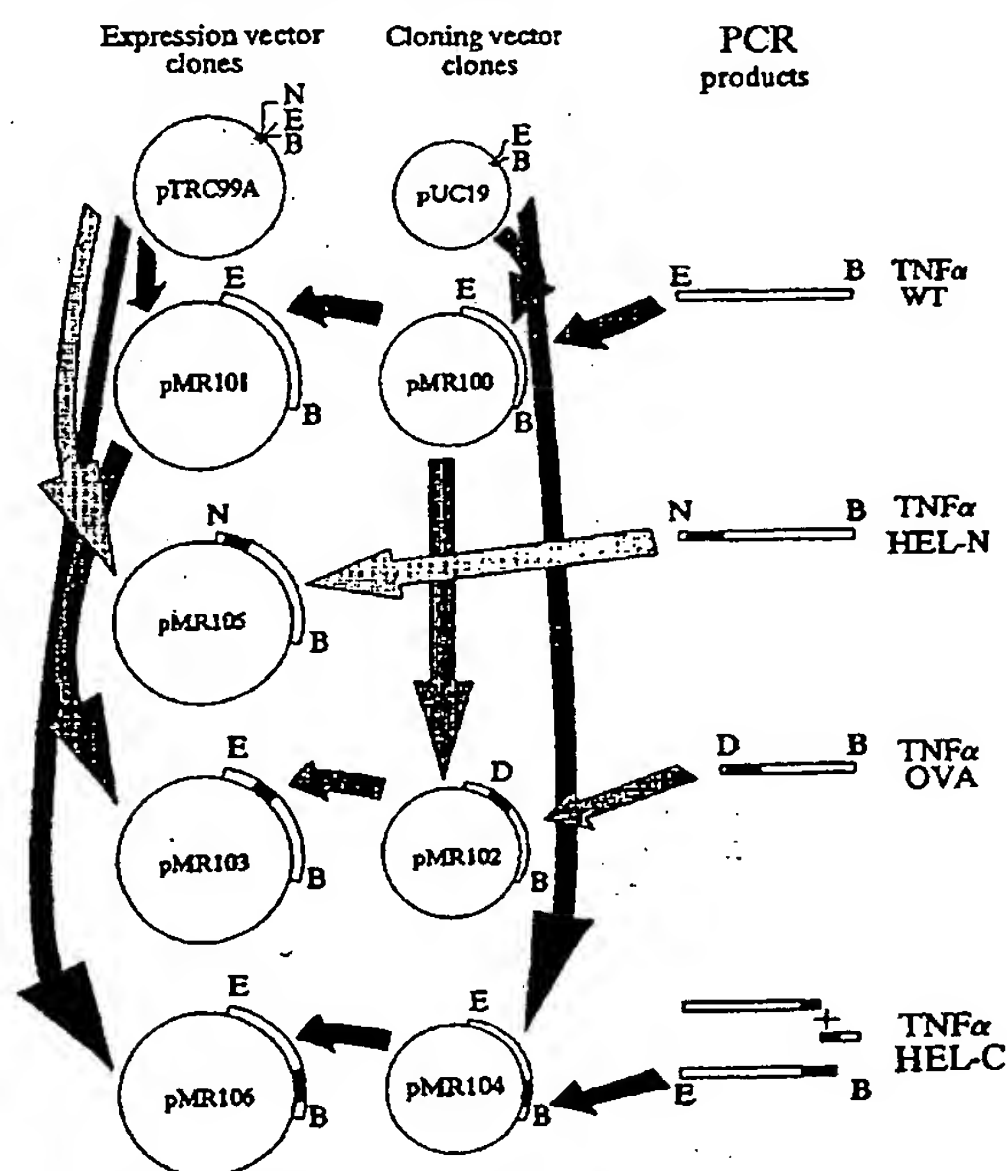 Expression vector
clones
Cloning vector
clones
PCR
products
N
E
B
pTRC99A
E
B
pUC19
E
B
TNFα
WT
E
pMR101
B
E
pMR100
B
N
B
TNFα
HEL-N
N
pMR105
B
D
B
TNFα
OVA
E
pMR103
B
D
pMR102
B
E
pMR106
B
E
pMR104
B
+
E
B
TNFα
HEL-C